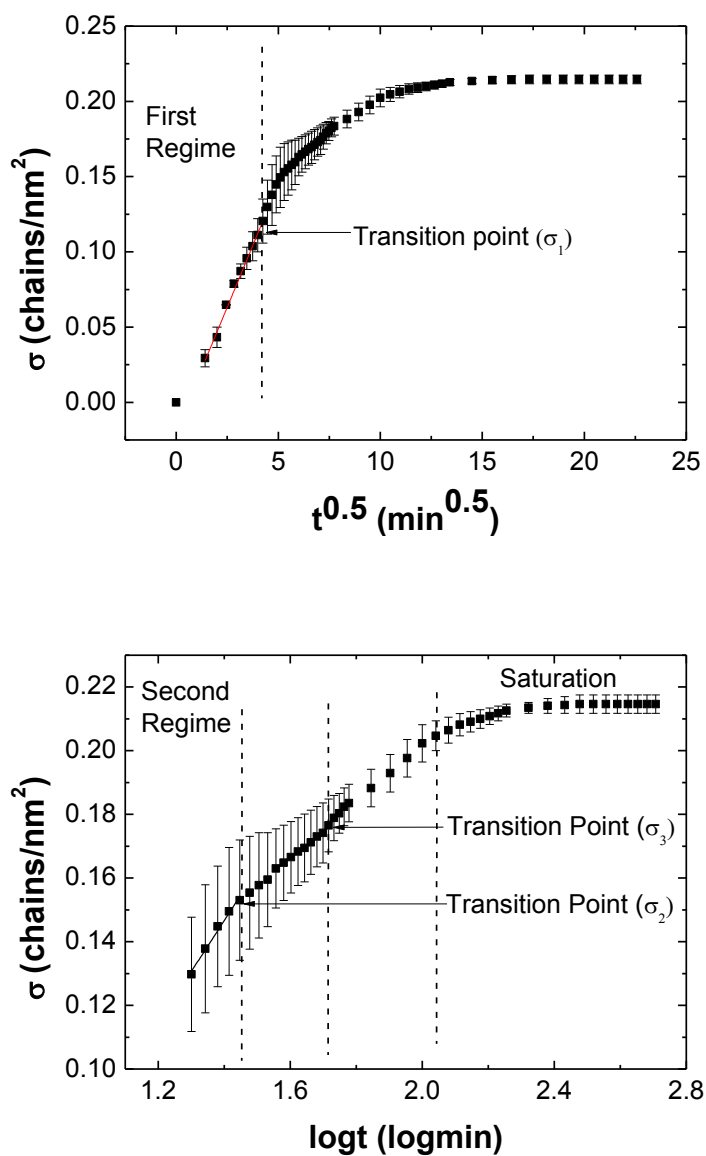 0.25
0.20
0.15
0.10
0.05
0.00
σ (chains/nm²)
First
Regime
Transition point (σ₁)
0 5 10 15 20 25
t^0.5 (min^0.5)
0.22
0.20
0.18
0.16
0.14
0.12
0.10
σ (chains/nm²)
Second
Regime
Saturation
Transition Point (σ₃)
Transition Point (σ₂)
1.2 1.6 2.0 2.4 2.8
logt (logmin)